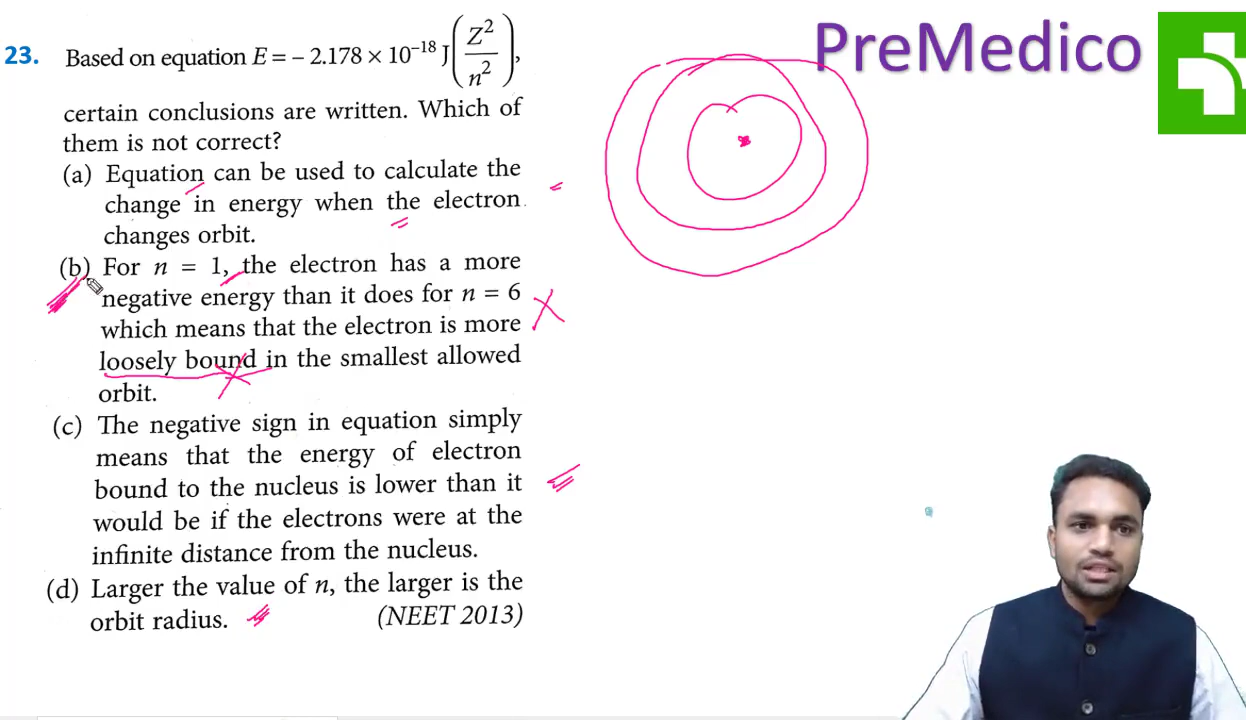 PreMedico
23. Based on equation E = – 2.178 × 10⁻¹⁸ J(Z²/n²),
certain conclusions are written. Which of
them is not correct?
(a) Equation can be used to calculate the
change in energy when the electron
changes orbit.
(b) For n = 1, the electron has a more
negative energy than it does for n = 6
which means that the electron is more
loosely bound in the smallest allowed
orbit.
(c) The negative sign in equation simply
means that the energy of electron
bound to the nucleus is lower than it
would be if the electrons were at the
infinite distance from the nucleus.
(d) Larger the value of n, the larger is the
orbit radius. (NEET 2013)